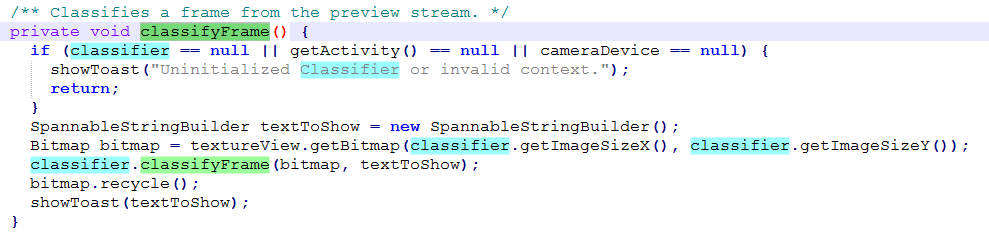 /** Classifies a frame from the preview stream. */
private void classifyFrame() {
if (classifier == null || getActivity() == null || cameraDevice == null) {
showToast("Uninitialized Classifier or invalid context.");
return;
}
SpannableStringBuilder textToShow = new SpannableStringBuilder();
Bitmap bitmap = textureView.getBitmap(classifier.getImageSizeX(), classifier.getImageSizeY());
classifier.classifyFrame(bitmap, textToShow);
bitmap.recycle();
showToast(textToShow);
}